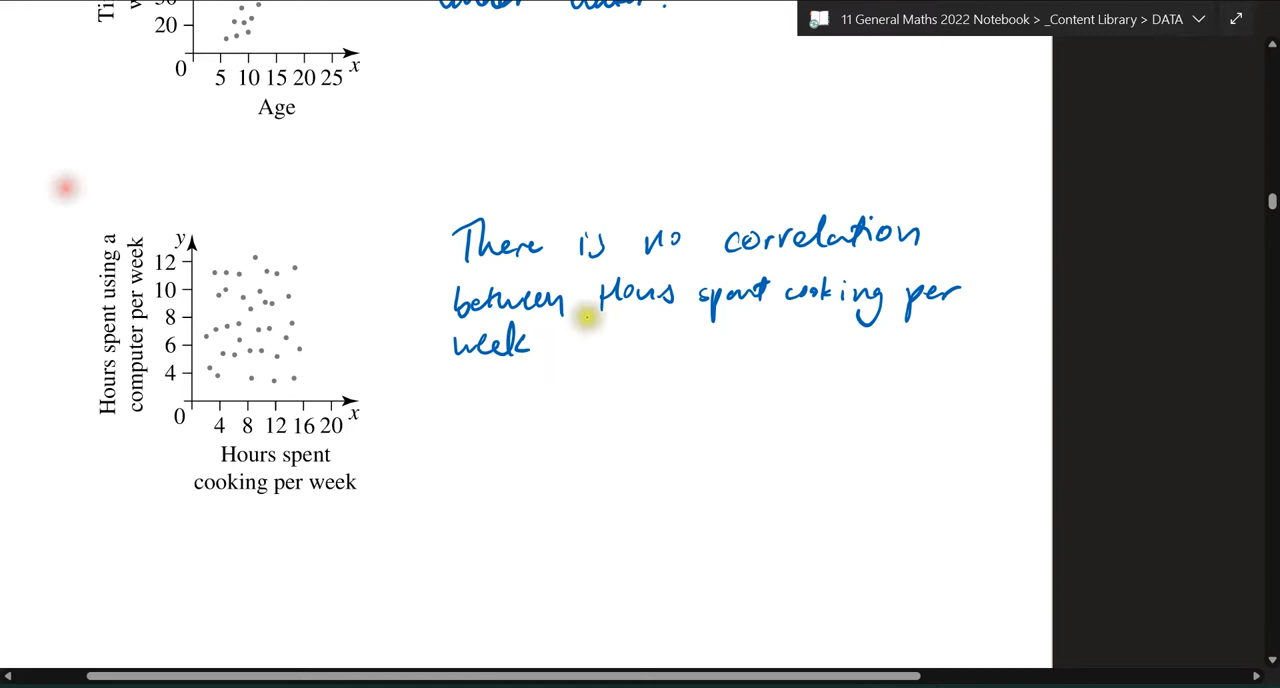 11 General Maths 2022 Notebook > _Content Library > DATA
20
0
5 10 15 20 25 x
Age
There is no correlation
between Hours spent cooking per
week
Hours spent using a
computer per week
y
12
10
8
6
4
0
4 8 12 16 20 x
Hours spent
cooking per week